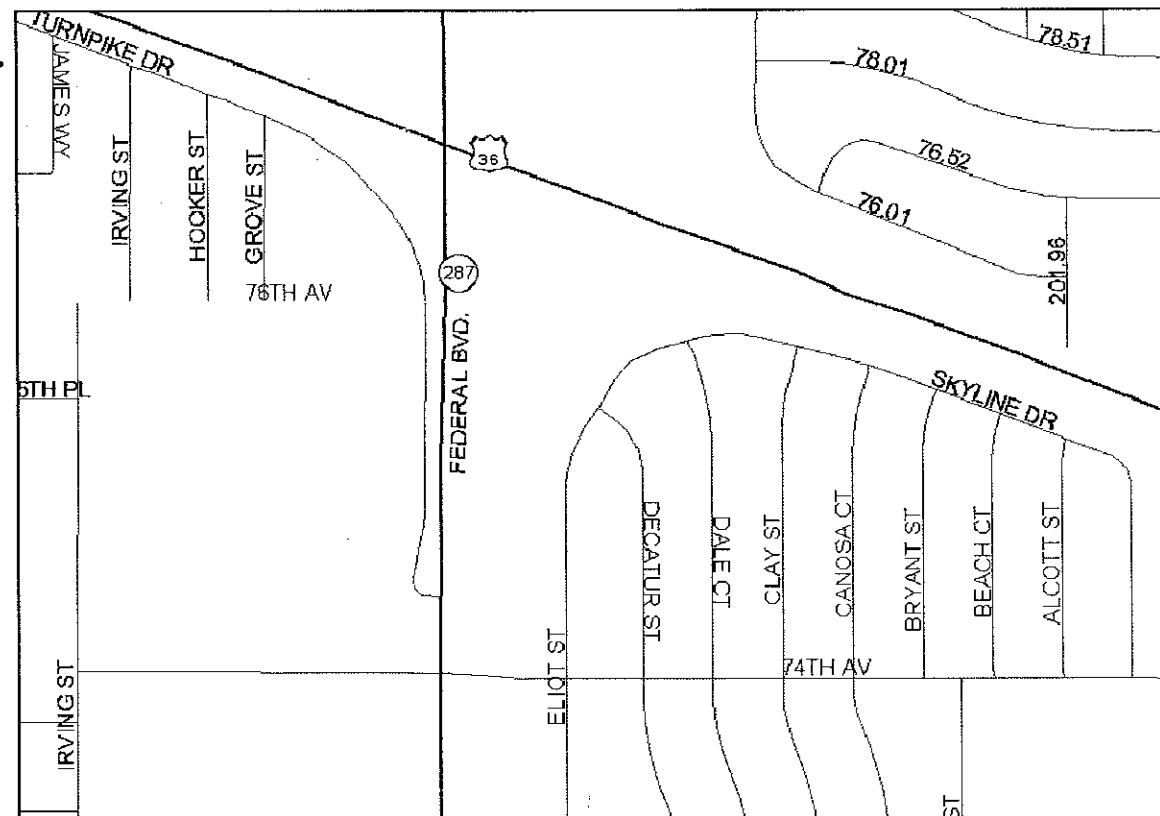 TURNPIKE DR
JAMES WY
IRVING ST
HOOKER ST
GROVE ST
76TH AV
36
287
FEDERAL BVD.
78.51
78.01
76.52
76.01
201.96
5TH PL
SKYLINE DR
DECATUR ST
DALE CT
CLAY ST
CANOSA CT
BRYANT ST
BEACH CT
ALCOTT ST
ELIOT ST
74TH AV
IRVING ST
ST